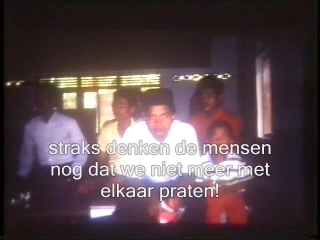 straks denken de mensen
nog dat we niet meer met
elkaar praten!